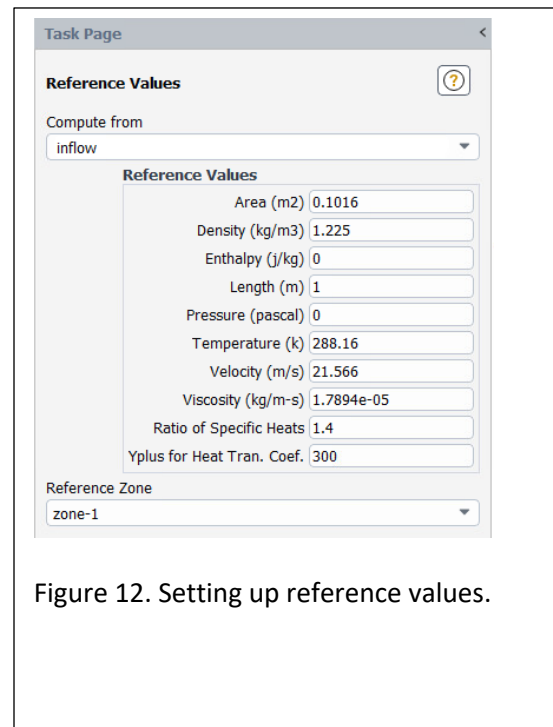 Task Page
Reference Values
Compute from
inflow
Reference Values
Area (m2) 0.1016
Density (kg/m3) 1.225
Enthalpy (j/kg) 0
Length (m) 1
Pressure (pascal) 0
Temperature (k) 288.16
Velocity (m/s) 21.566
Viscosity (kg/m-s) 1.7894e-05
Ratio of Specific Heats 1.4
Yplus for Heat Tran. Coef. 300
Reference Zone
zone-1
Figure 12. Setting up reference values.